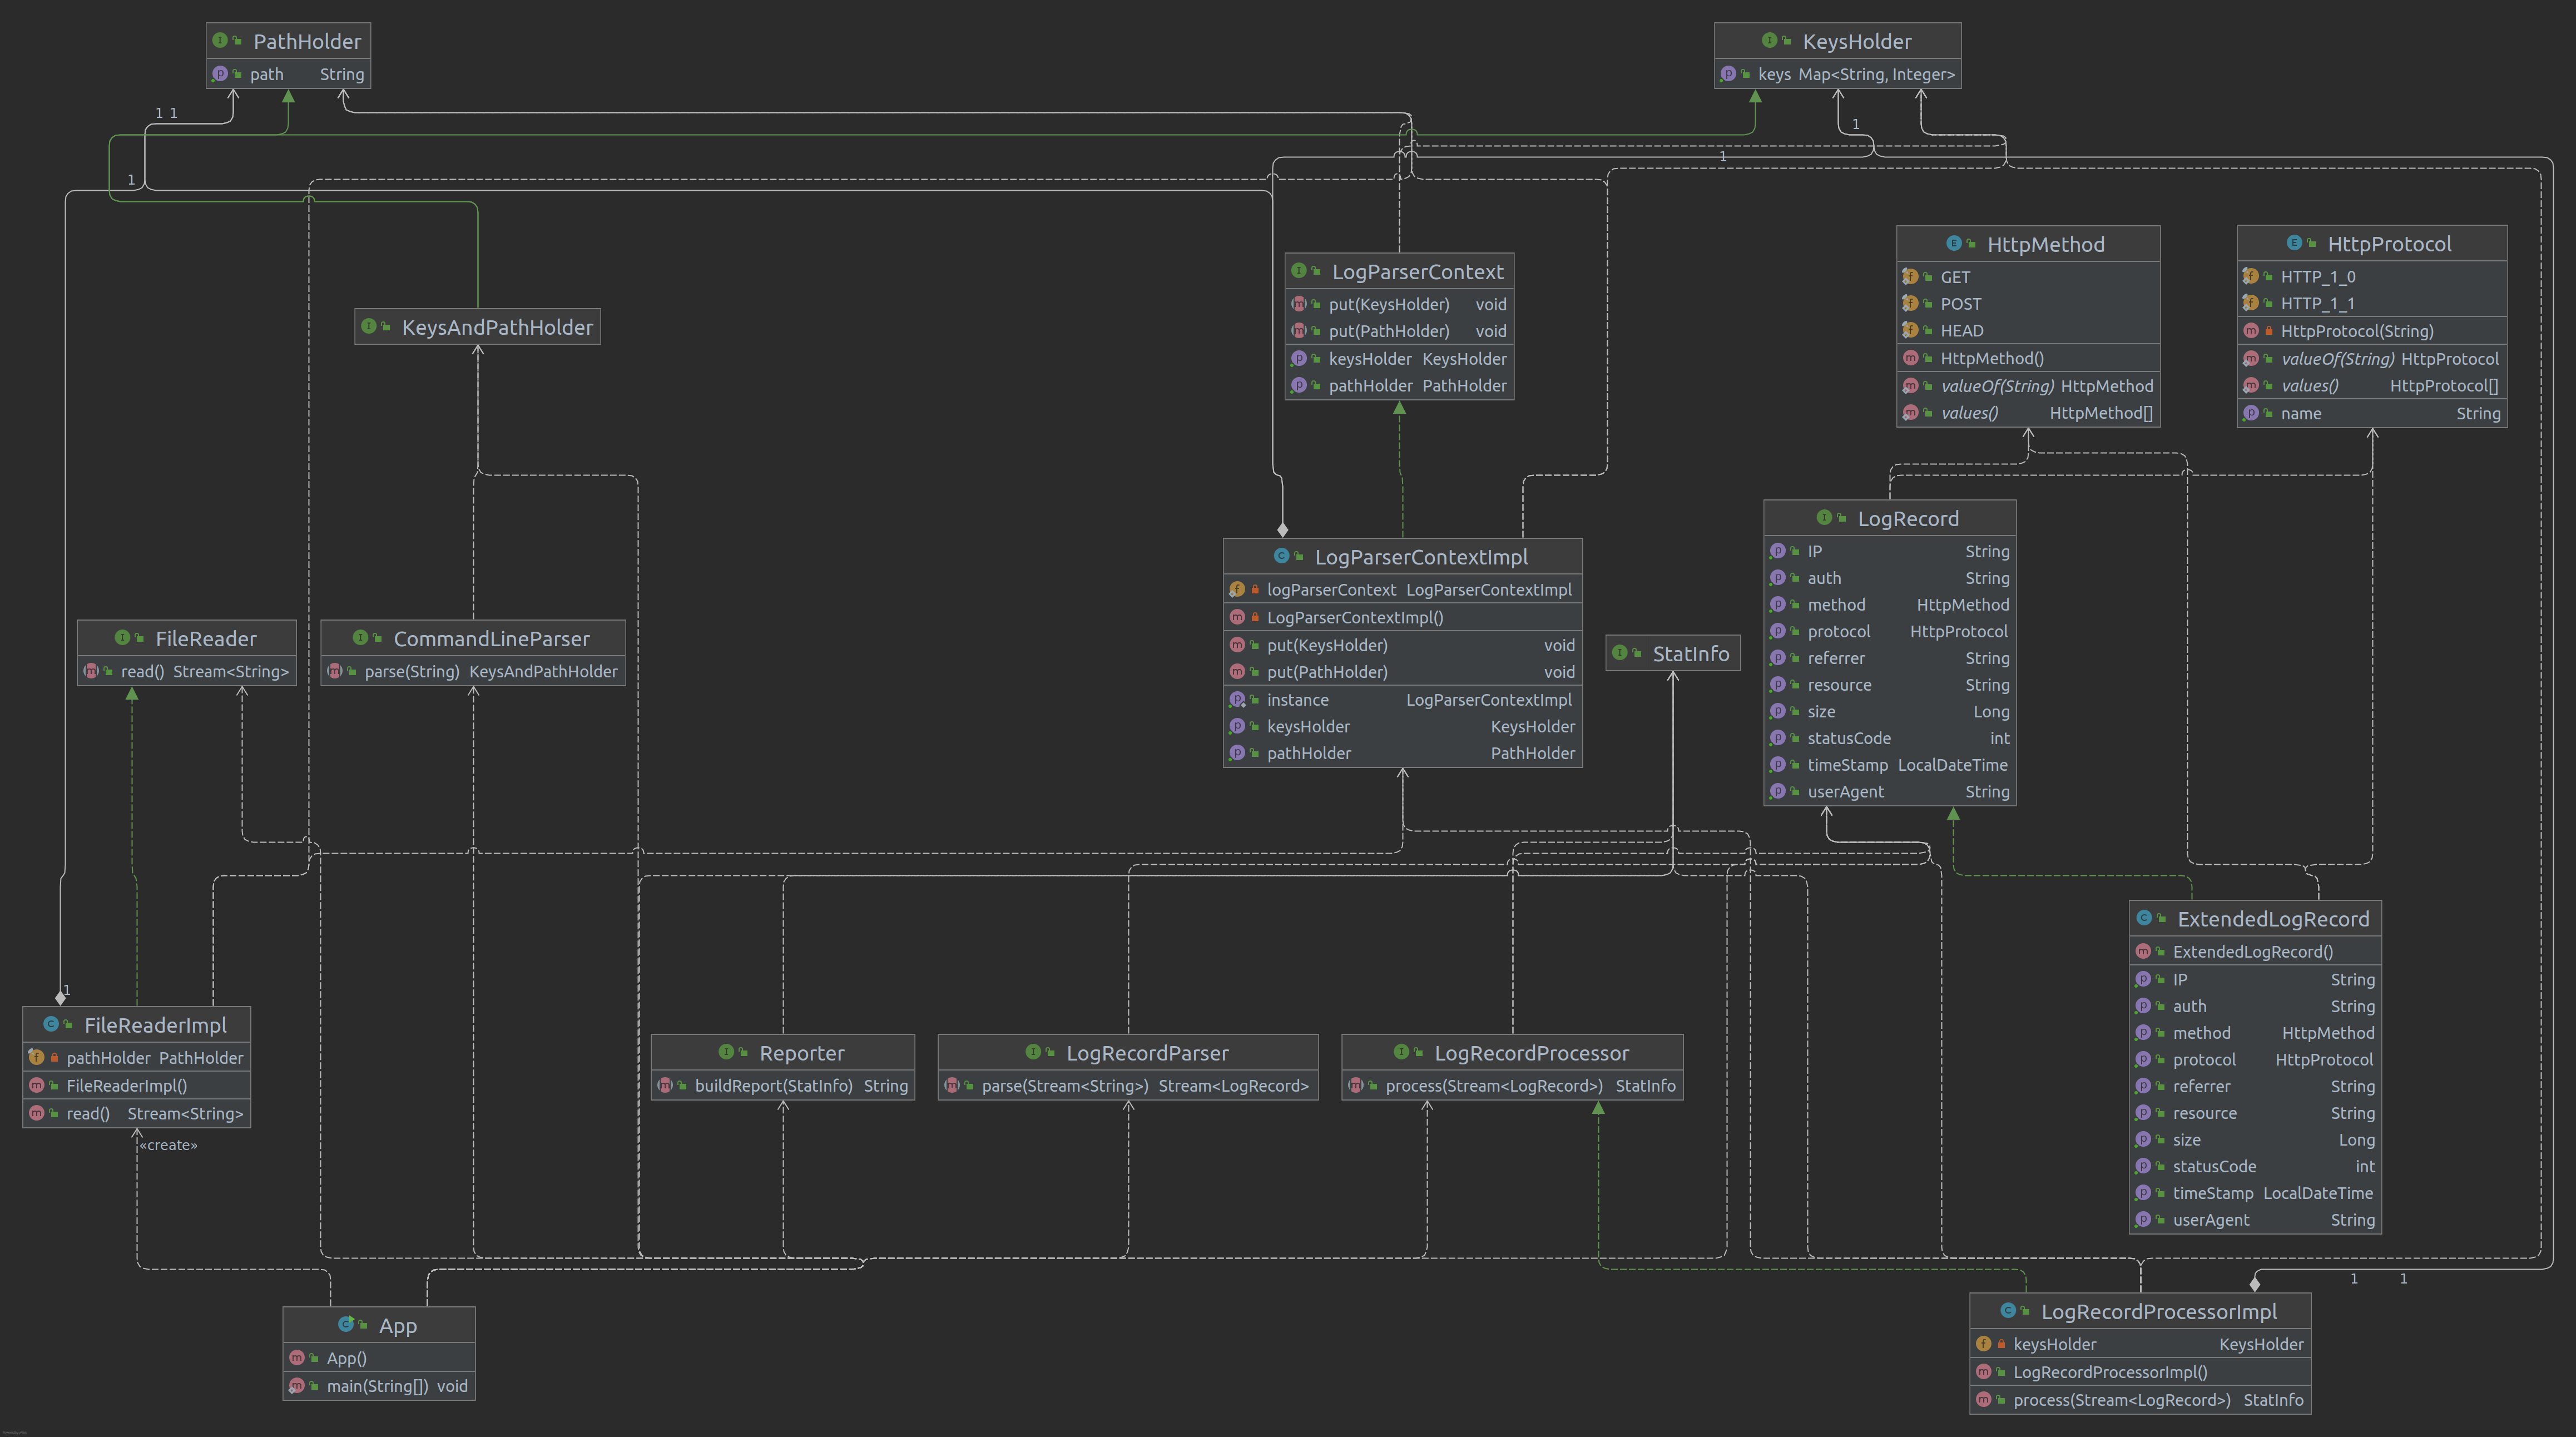 PathHolder
path String
KeysHolder
keys Map<String, Integer>
1 1
1
1
1
HttpMethod
GET
POST
HEAD
HttpMethod()
valueOf(String) HttpMethod
values() HttpMethod[]
HttpProtocol
HTTP_1_0
HTTP_1_1
HttpProtocol(String)
valueOf(String) HttpProtocol
values() HttpProtocol[]
name String
LogParserContext
put(KeysHolder) void
put(PathHolder) void
keysHolder KeysHolder
pathHolder PathHolder
KeysAndPathHolder
LogRecord
IP String
auth String
method HttpMethod
protocol HttpProtocol
referrer String
resource String
size Long
statusCode int
timeStamp LocalDateTime
userAgent String
LogParserContextImpl
logParserContext LogParserContextImpl
LogParserContextImpl()
put(KeysHolder) void
put(PathHolder) void
instance LogParserContextImpl
keysHolder KeysHolder
pathHolder PathHolder
FileReader
read() Stream<String>
CommandLineParser
parse(String) KeysAndPathHolder
StatInfo
ExtendedLogRecord
ExtendedLogRecord()
IP String
auth String
method HttpMethod
protocol HttpProtocol
referrer String
resource String
size Long
statusCode int
timeStamp LocalDateTime
userAgent String
1
FileReaderImpl
pathHolder PathHolder
FileReaderImpl()
read() Stream<String>
«create»
Reporter
buildReport(StatInfo) String
LogRecordParser
parse(Stream<String>) Stream<LogRecord>
LogRecordProcessor
process(Stream<LogRecord>) StatInfo
1 1
App
App()
main(String[]) void
LogRecordProcessorImpl
keysHolder KeysHolder
LogRecordProcessorImpl()
process(Stream<LogRecord>) StatInfo